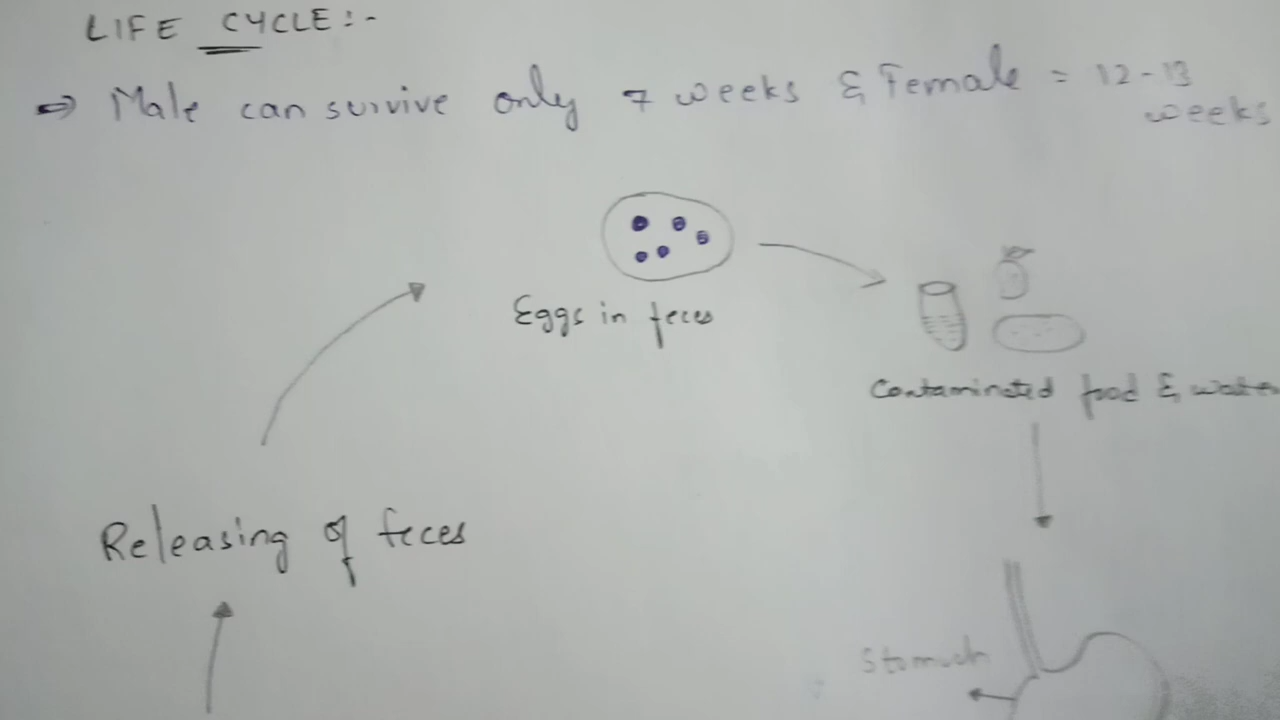 LIFE CYCLE:-
⇒ Male can survive only 7 weeks & Female = 12-13
weeks
Eggs in feces
Contaminated food & water
Releasing of feces
Stomach